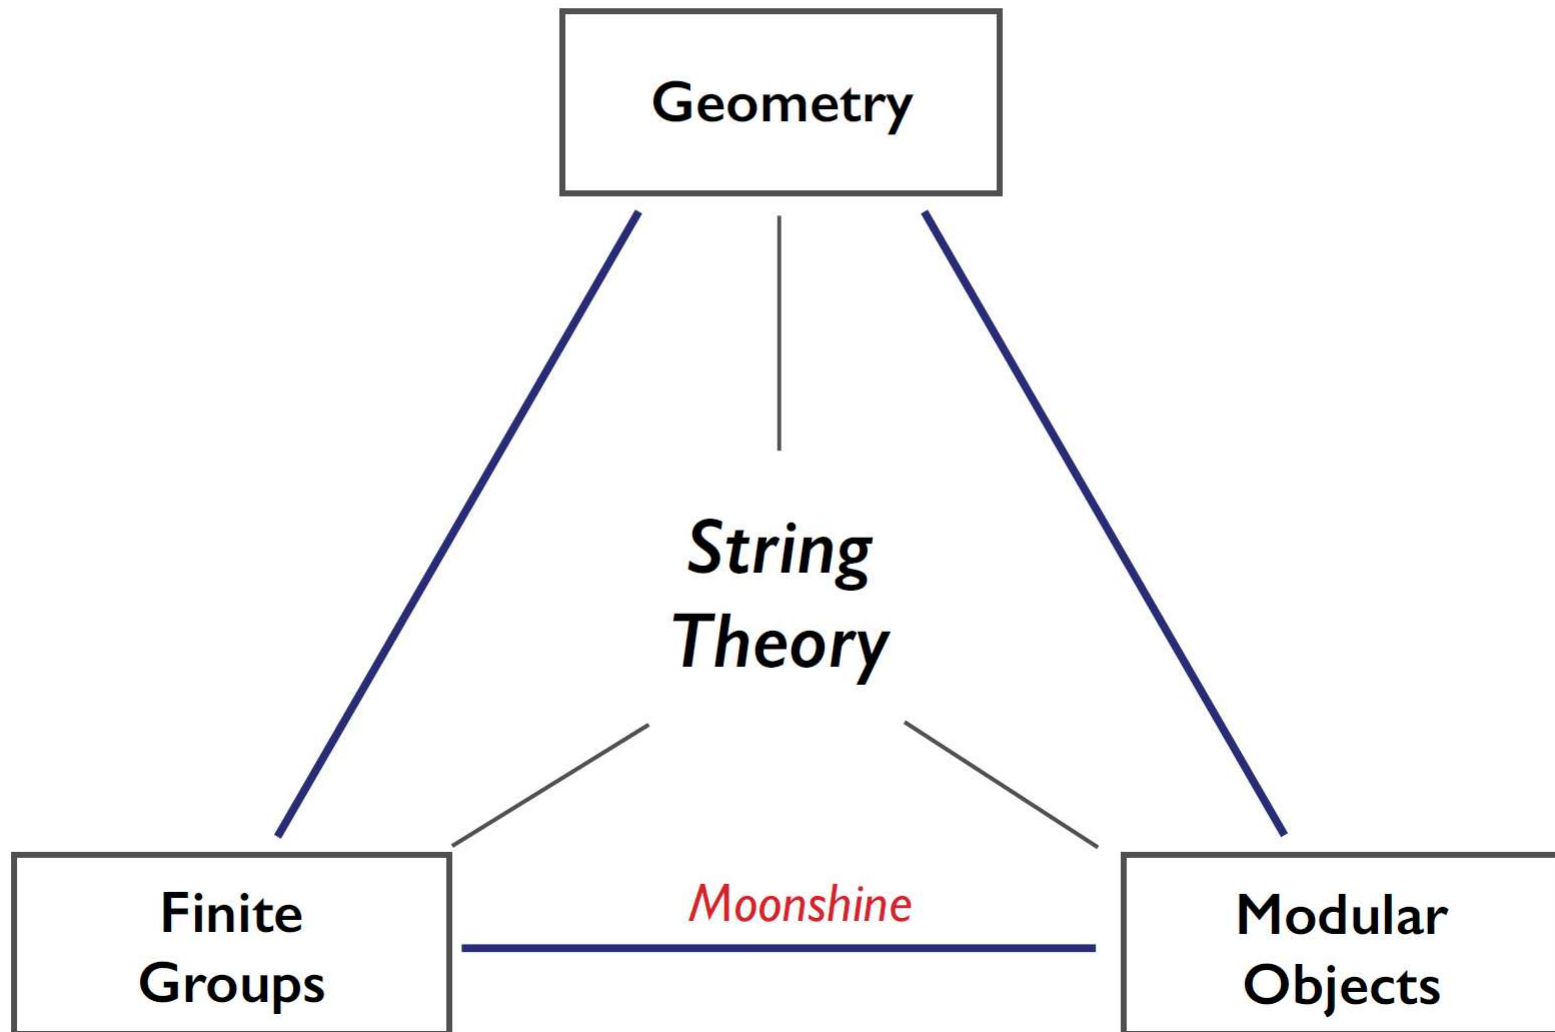 Geometry
String
Theory
Moonshine
Finite
Groups
Modular
Objects